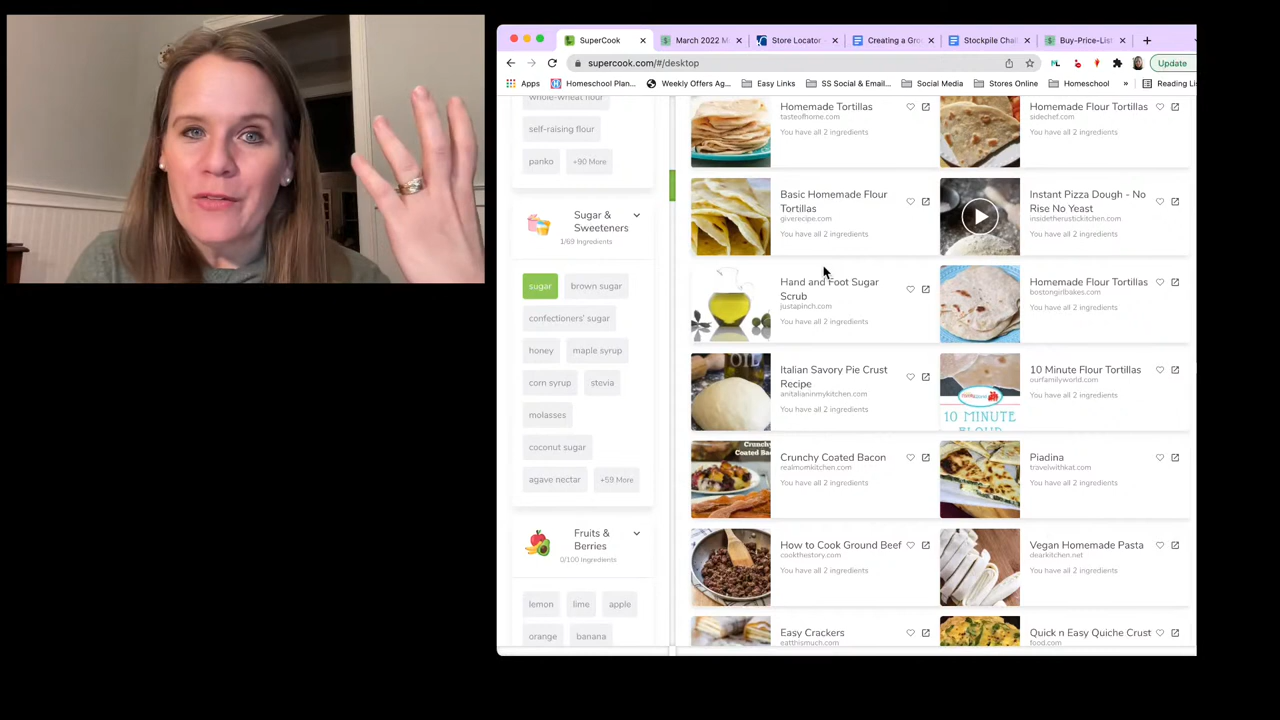 SuperCook
March 2022 M
Store Locator
Creating a Gro
Stockpile Chal
Buy-Price-List
supercook.com/#/desktop
Update
Apps
Homeschool Plan...
Weekly Offers Ag...
Easy Links
SS Social & Email...
Social Media
Stores Online
Homeschool
»
Reading Lis
whole-wheat flour
self-raising flour
panko
+90 More
Sugar &
Sweeteners
1/69 Ingredients
sugar
brown sugar
confectioners' sugar
honey
maple syrup
corn syrup
stevia
molasses
coconut sugar
agave nectar
+59 More
Fruits &
Berries
0/100 Ingredients
lemon
lime
apple
orange
banana
Homemade Tortillas
tasteofhome.com
You have all 2 ingredients
Homemade Flour Tortillas
sidechef.com
You have all 2 ingredients
Basic Homemade Flour
Tortillas
giverecipe.com
You have all 2 ingredients
Instant Pizza Dough - No
Rise No Yeast
insidetherustickitchen.com
You have all 2 ingredients
Hand and Foot Sugar
Scrub
justapinch.com
You have all 2 ingredients
Homemade Flour Tortillas
bostongirlbakes.com
You have all 2 ingredients
OIL
Italian Savory Pie Crust
Recipe
anitalianinmykitchen.com
You have all 2 ingredients
10 MINUTE
10 Minute Flour Tortillas
ourfamilyworld.com
You have all 2 ingredients
Crunchy
Coated Bacon
Crunchy Coated Bacon
realmomkitchen.com
You have all 2 ingredients
Piadina
travelwithkat.com
You have all 2 ingredients
How to Cook Ground Beef
cookthestory.com
You have all 2 ingredients
Vegan Homemade Pasta
dearkitchen.net
You have all 2 ingredients
Easy Crackers
eatthismuch.com
Quick n Easy Quiche Crust
food.com